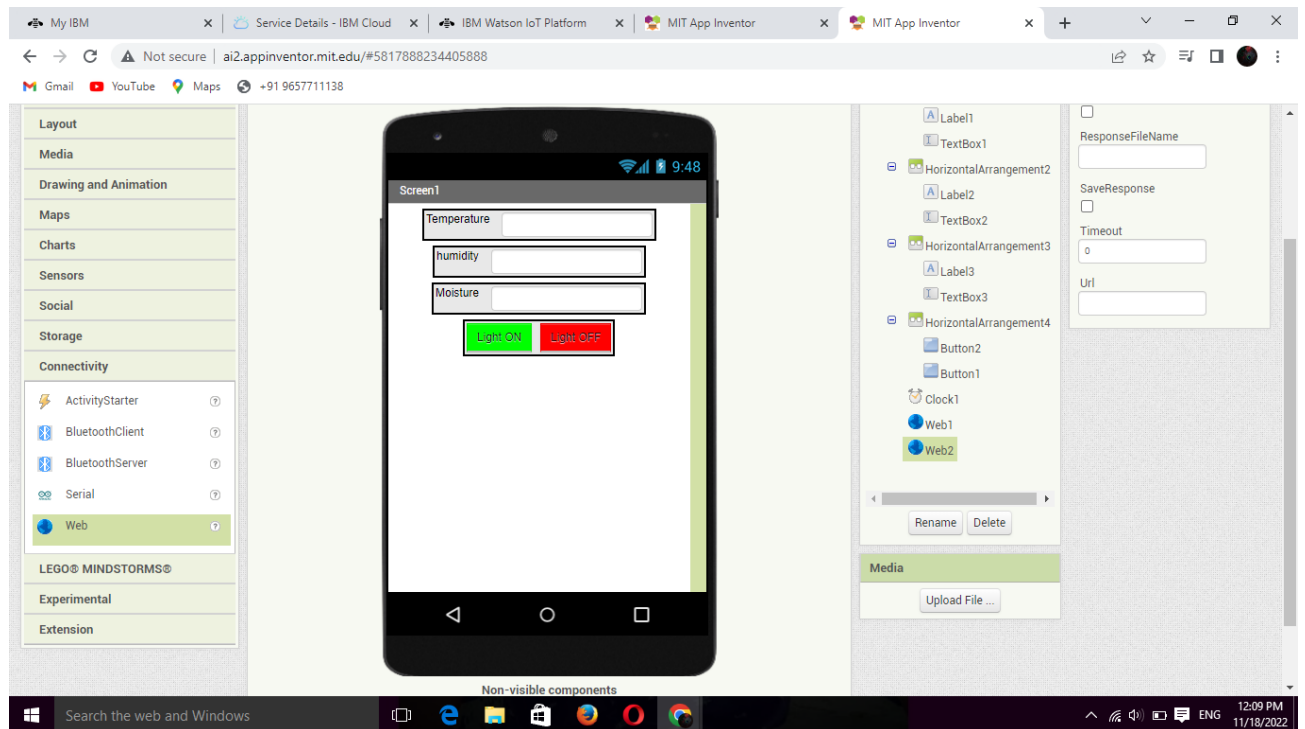 My IBM
Service Details - IBM Cloud
IBM Watson IoT Platform
MIT App Inventor
MIT App Inventor
Not secure | ai2.appinventor.mit.edu/#5817888234405888
Gmail
YouTube
Maps
+91 9657711138
Layout
Media
Drawing and Animation
Maps
Charts
Sensors
Social
Storage
Connectivity
ActivityStarter
BluetoothClient
BluetoothServer
Serial
Web
LEGO® MINDSTORMS®
Experimental
Extension
9:48
Screen1
Temperature
humidity
Moisture
Light ON
Light OFF
Non-visible components
Label1
TextBox1
HorizontalArrangement2
Label2
TextBox2
HorizontalArrangement3
Label3
TextBox3
HorizontalArrangement4
Button2
Button1
Clock1
Web1
Web2
Rename
Delete
Media
Upload File ...
ResponseFileName
SaveResponse
Timeout
0
Url
Search the web and Windows
ENG
12:09 PM
11/18/2022